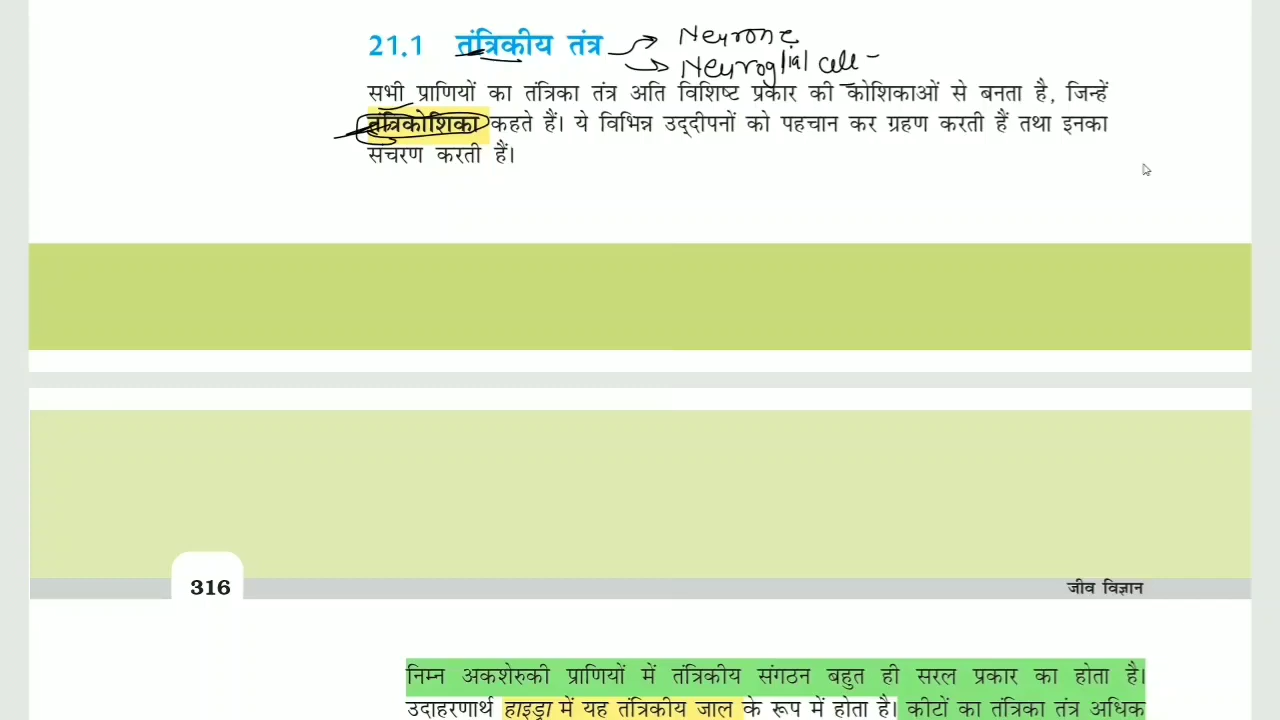 21.1 तंत्रिकीय तंत्र Neurone
Neuroglial cell
सभी प्राणियों का तंत्रिका तंत्र अति विशिष्ट प्रकार की कोशिकाओं से बनता है, जिन्हें
तंत्रिकोशिका कहते हैं। ये विभिन्न उद्दीपनों को पहचान कर ग्रहण करती हैं तथा इनका
संचरण करती हैं।
316
जीव विज्ञान
निम्न अकशेरुकी प्राणियों में तंत्रिकीय संगठन बहुत ही सरल प्रकार का होता है।
उदाहरणार्थ हाइड्रा में यह तंत्रिकीय जाल के रूप में होता है। कीटों का तंत्रिका तंत्र अधिक